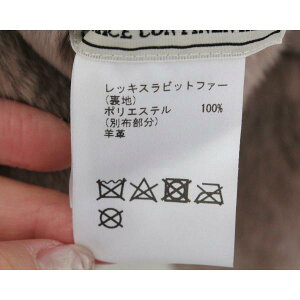 レッキスラビットファー
(裏地)
ポリエステル 100%
(別布部分)
羊革